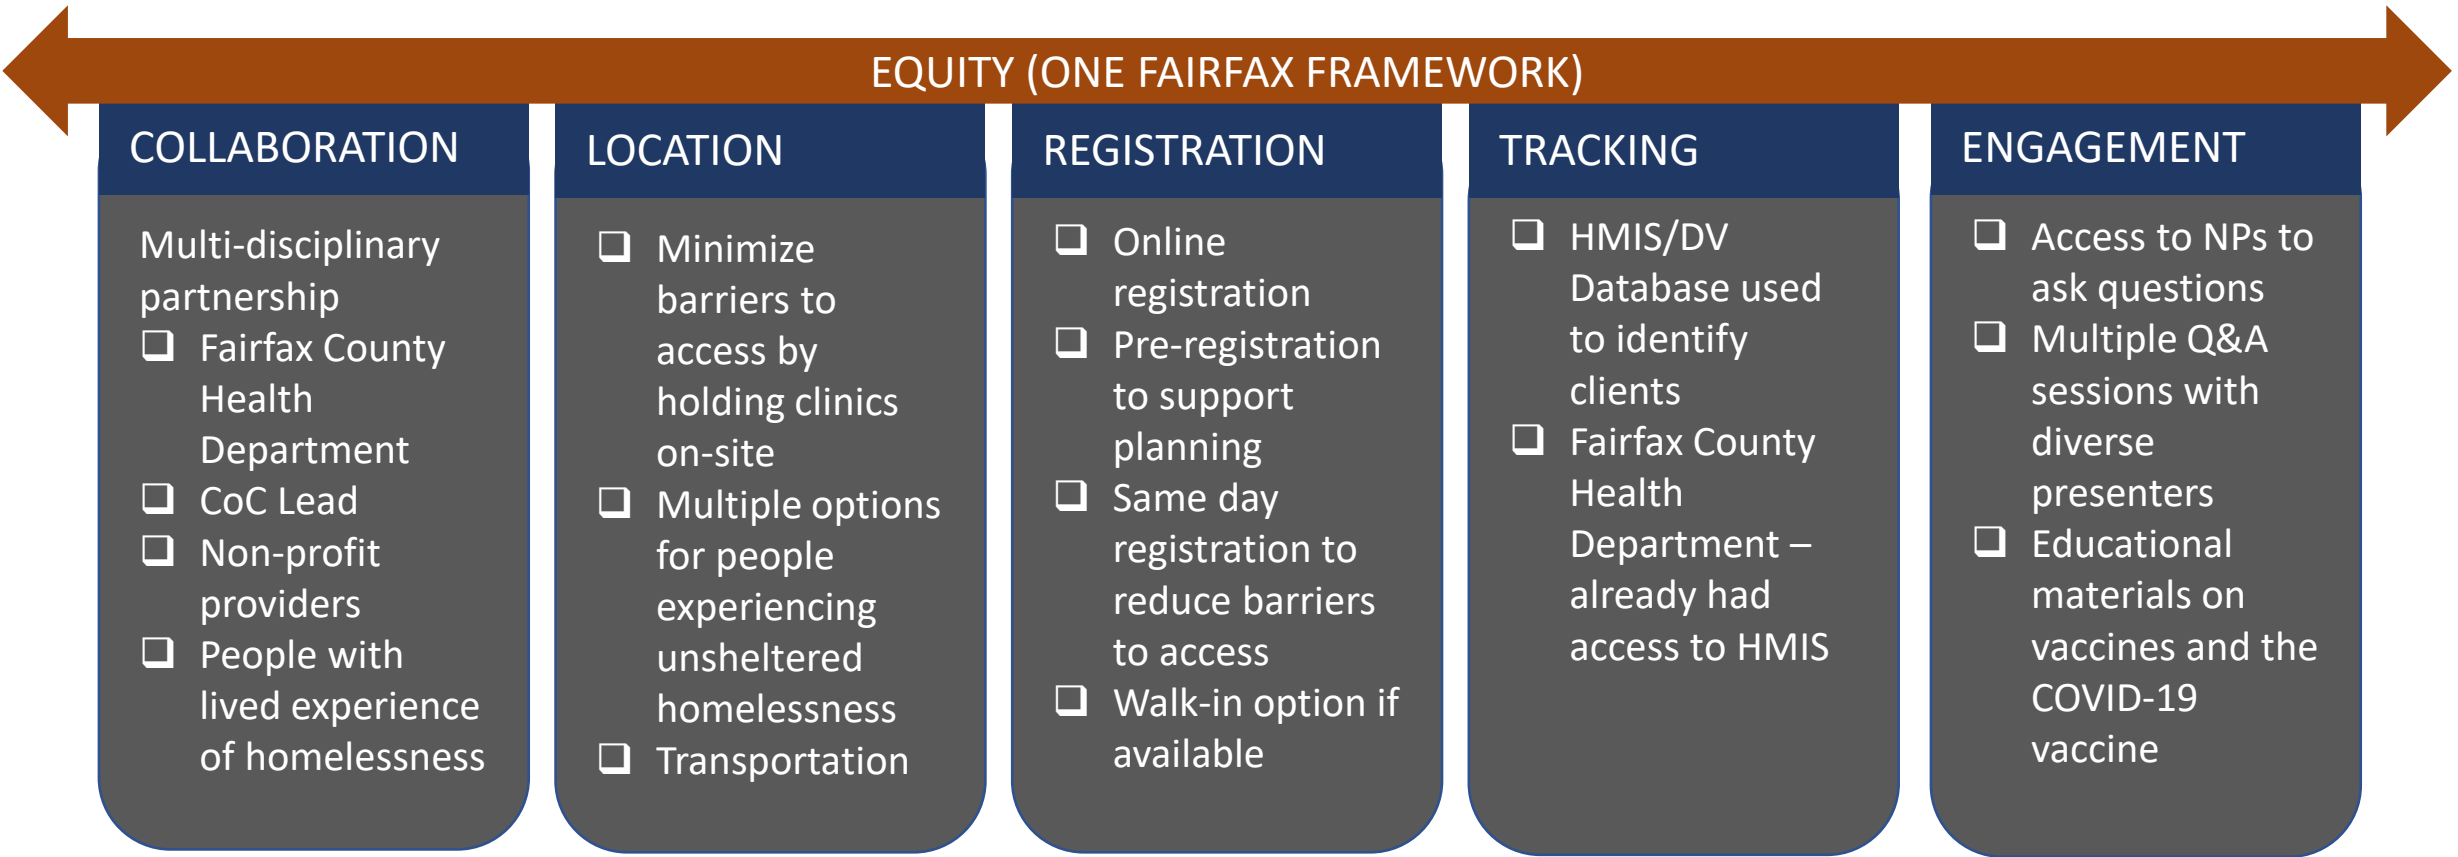 EQUITY (ONE FAIRFAX FRAMEWORK)
COLLABORATION
Multi-disciplinary
partnership
❑ Fairfax County
Health
Department
❑ CoC Lead
❑ Non-profit
providers
❑ People with
lived experience
of homelessness
LOCATION
❑ Minimize
barriers to
access by
holding clinics
on-site
❑ Multiple options
for people
experiencing
unsheltered
homelessness
❑ Transportation
REGISTRATION
❑ Online
registration
❑ Pre-registration
to support
planning
❑ Same day
registration to
reduce barriers
to access
❑ Walk-in option if
available
TRACKING
❑ HMIS/DV
Database used
to identify
clients
❑ Fairfax County
Health
Department –
already had
access to HMIS
ENGAGEMENT
❑ Access to NPs to
ask questions
❑ Multiple Q&A
sessions with
diverse
presenters
❑ Educational
materials on
vaccines and the
COVID-19
vaccine